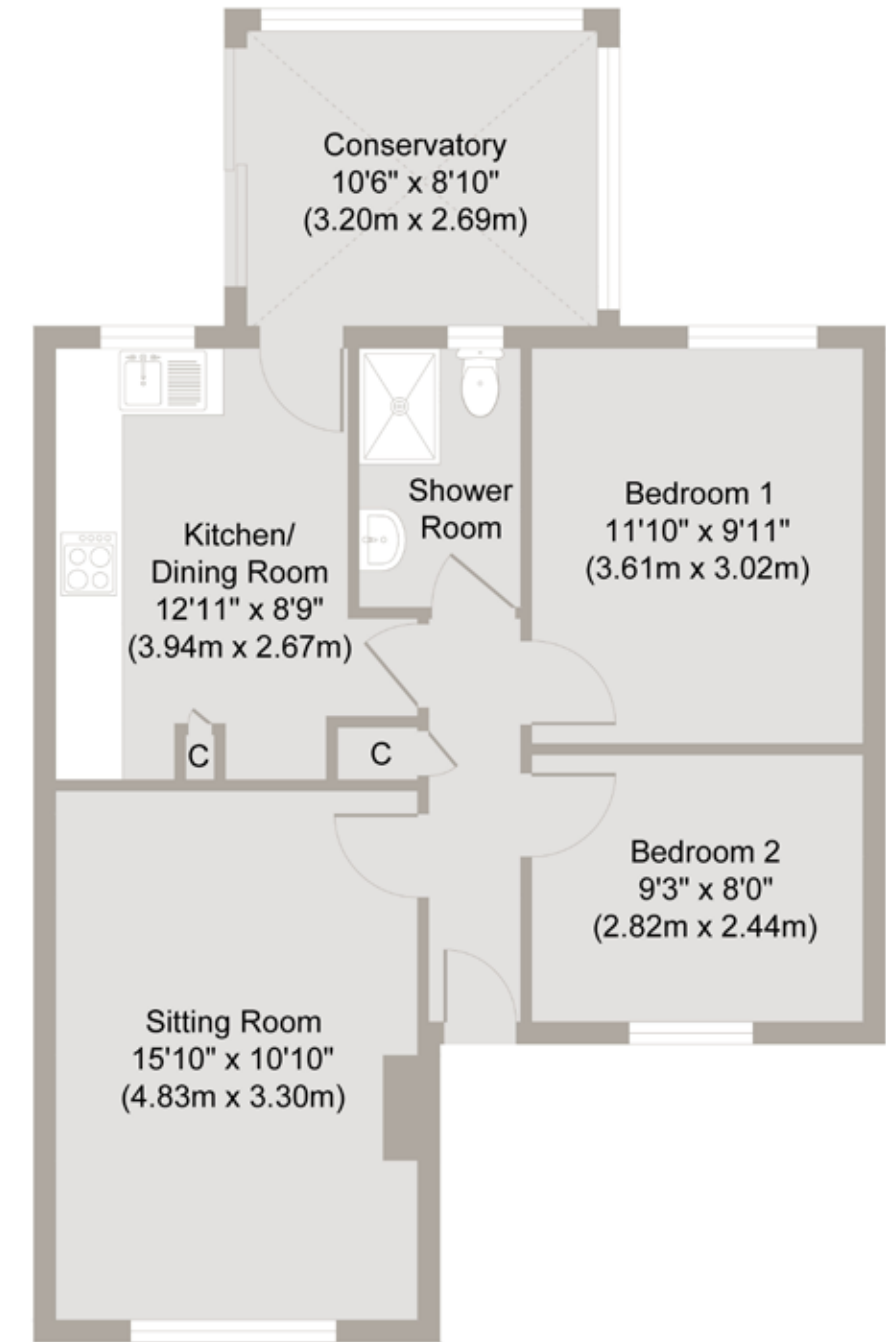 Conservatory
10'6" x 8'10"
(3.20m x 2.69m)
Kitchen/
Dining Room
12'11" x 8'9"
(3.94m x 2.67m)
Shower
Room
Bedroom 1
11'10" x 9'11"
(3.61m x 3.02m)
C
C
Bedroom 2
9'3" x 8'0"
(2.82m x 2.44m)
Sitting Room
15'10" x 10'10"
(4.83m x 3.30m)